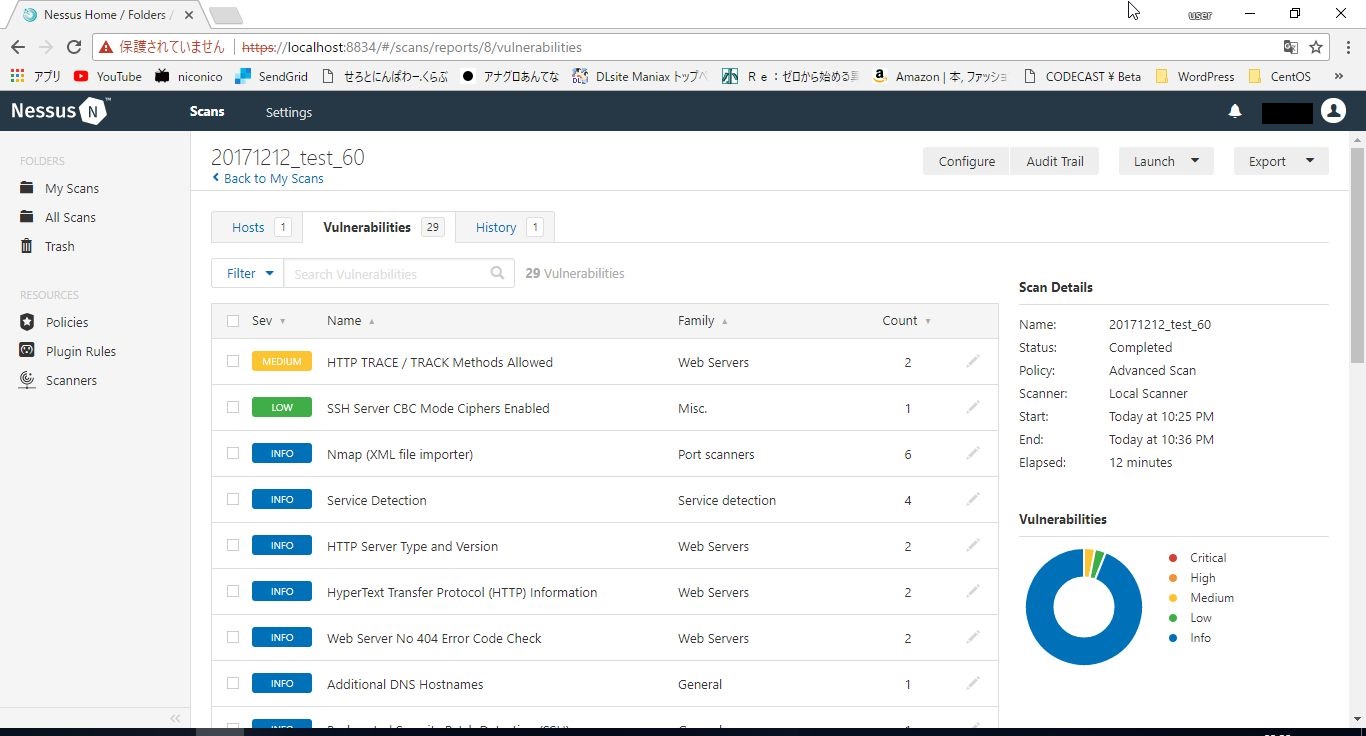 Nessus Home / Folders /
user
保護されていません https://localhost:8834/#/scans/reports/8/vulnerabilities
アプリ YouTube niconico SendGrid せろとにんぱわー.くらぶ アナグロあんてな DLsite Maniax トップペ Ｒｅ：ゼロから始める Amazon | 本, ファッショ CODECAST ¥ Beta WordPress CentOS »
Nessus N ™ Scans Settings
FOLDERS
My Scans
All Scans
Trash
RESOURCES
Policies
Plugin Rules
Scanners
20171212_test_60
Back to My Scans
Configure Audit Trail Launch Export
Hosts 1 Vulnerabilities 29 History 1
Filter Search Vulnerabilities 29 Vulnerabilities
Sev Name Family Count
MEDIUM HTTP TRACE / TRACK Methods Allowed Web Servers 2
LOW SSH Server CBC Mode Ciphers Enabled Misc. 1
INFO Nmap (XML file importer) Port scanners 6
INFO Service Detection Service detection 4
INFO HTTP Server Type and Version Web Servers 2
INFO HyperText Transfer Protocol (HTTP) Information Web Servers 2
INFO Web Server No 404 Error Code Check Web Servers 2
INFO Additional DNS Hostnames General 1
Scan Details
Name: 20171212_test_60
Status: Completed
Policy: Advanced Scan
Scanner: Local Scanner
Start: Today at 10:25 PM
End: Today at 10:36 PM
Elapsed: 12 minutes
Vulnerabilities
Critical
High
Medium
Low
Info